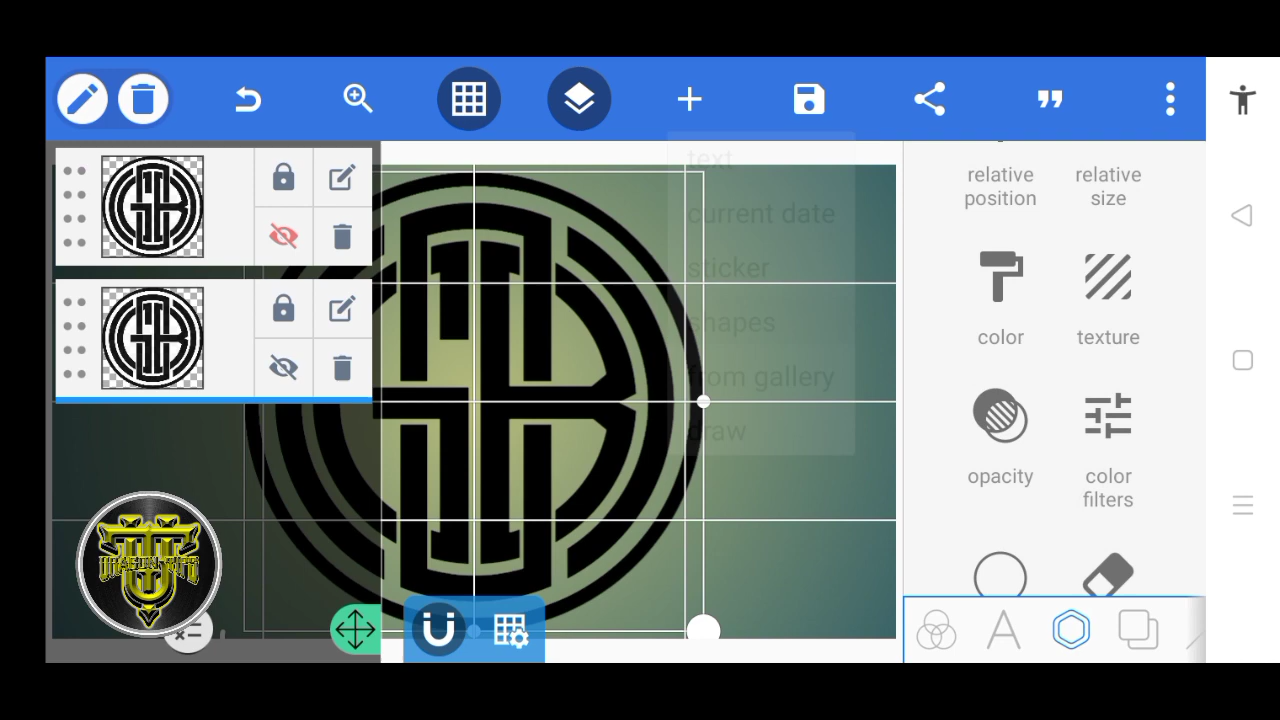 text
current date
sticker
shapes
from gallery
draw
relative position
relative size
color
texture
opacity
color filters